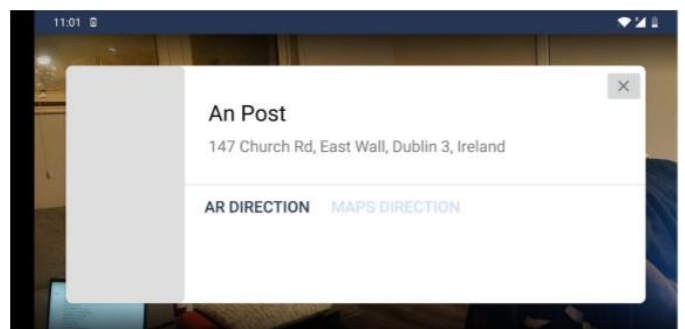 11:01
An Post
147 Church Rd, East Wall, Dublin 3, Ireland
AR DIRECTION MAPS DIRECTION